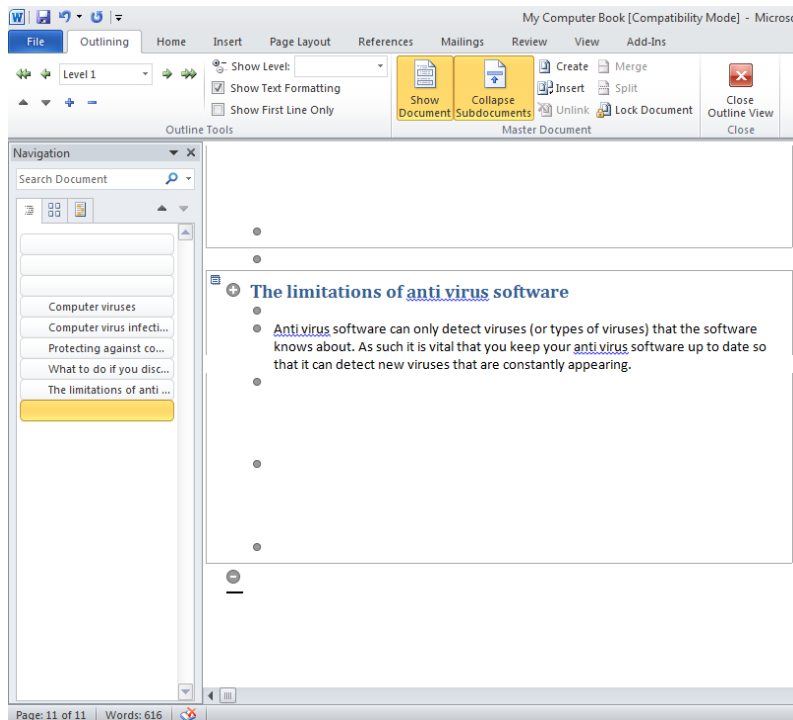 W My Computer Book [Compatibility Mode] - Micros
File Outlining Home Insert Page Layout References Mailings Review View Add-Ins
Level 1
Show Level:
Show Text Formatting
Show First Line Only
Outline Tools
Show Document
Collapse Subdocuments
Create Merge
Insert Split
Unlink Lock Document
Master Document
Close Outline View
Close
Navigation
Search Document
Computer viruses
Computer virus infecti...
Protecting against co...
What to do if you disc...
The limitations of anti ...
The limitations of anti virus software
Anti virus software can only detect viruses (or types of viruses) that the software
knows about. As such it is vital that you keep your anti virus software up to date so
that it can detect new viruses that are constantly appearing.
Page: 11 of 11 Words: 616